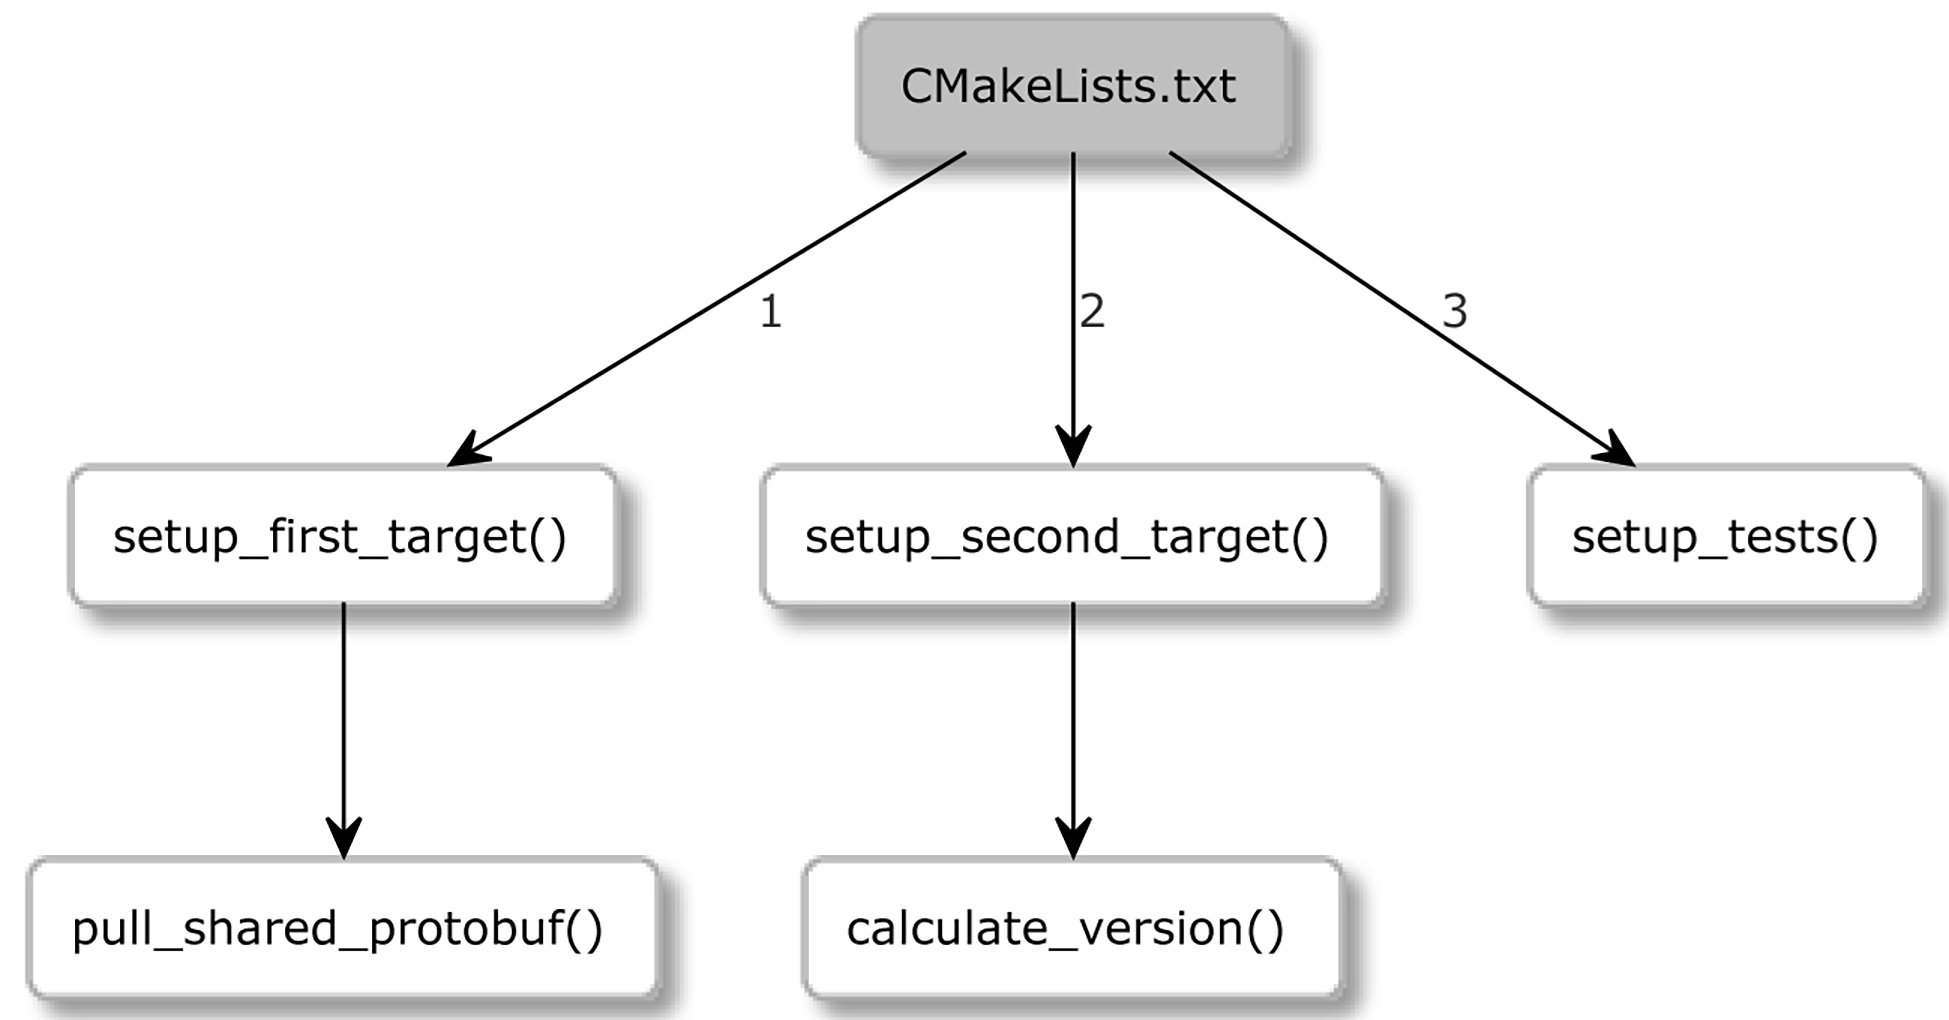 CMakeLists.txt
1
2
3
setup_first_target()
setup_second_target()
setup_tests()
pull_shared_protobuf()
calculate_version()